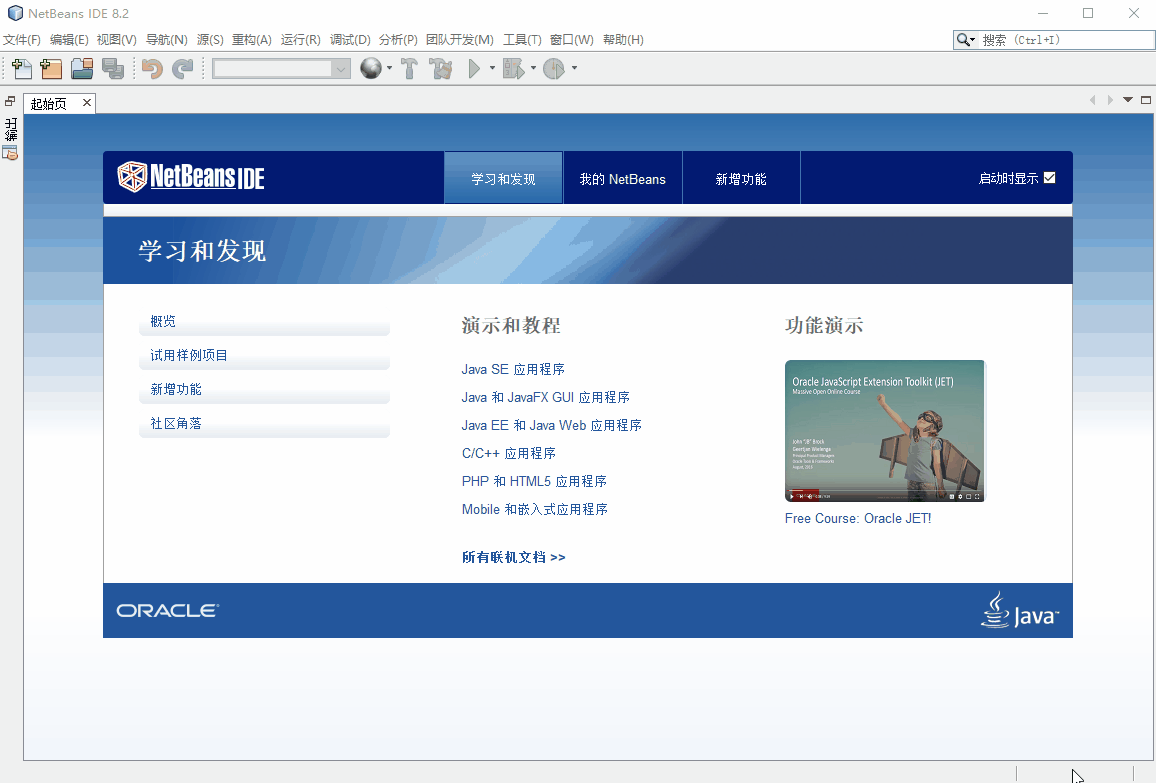 NetBeans IDE 8.2
文件(F) 编辑(E) 视图(V) 导航(N) 源(S) 重构(A) 运行(R) 调试(D) 分析(P) 团队开发(M) 工具(T) 窗口(W) 帮助(H)
搜索 (Ctrl+I)
起始页
NetBeans IDE
学习和发现 我的 NetBeans 新增功能 启动时显示
学习和发现
概览
试用样例项目
新增功能
社区角落
演示和教程
Java SE 应用程序
Java 和 JavaFX GUI 应用程序
Java EE 和 Java Web 应用程序
C/C++ 应用程序
PHP 和 HTML5 应用程序
Mobile 和嵌入式应用程序
所有联机文档 >>
功能演示
Oracle JavaScript Extension Toolkit (JET)
Massive Open Online Course
John "JB" Brock
Geertjan Wielenga
Principal Product Managers
Oracle Tools & Frameworks
Free Course: Oracle JET!
ORACLE
Java™